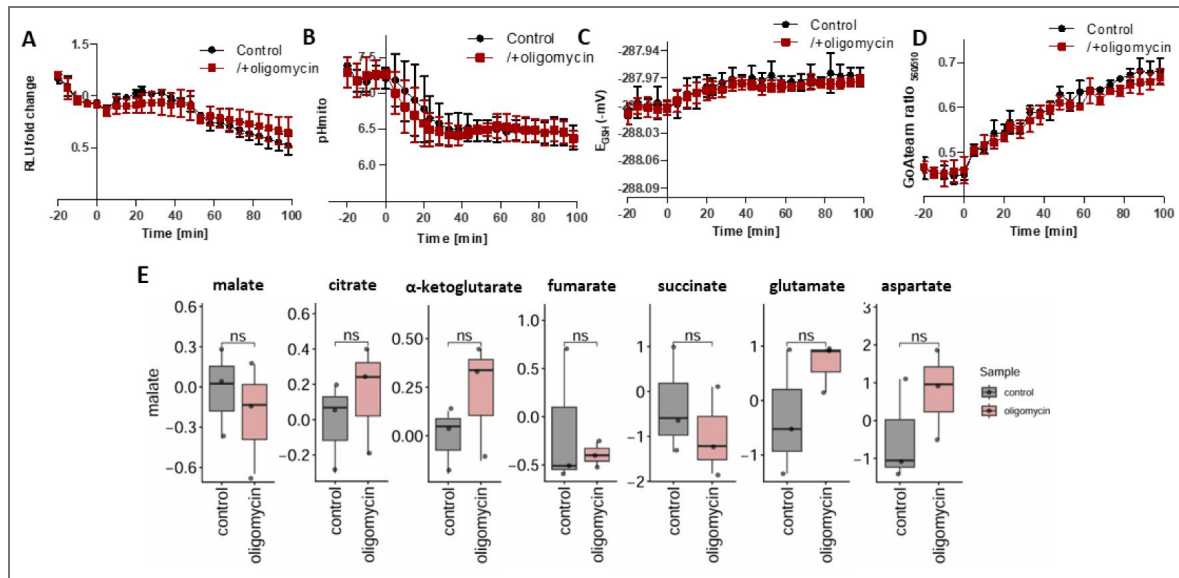 A
RLU fold change
1.5
1.0
0.5
-20 0 20 40 60 80 100
Time [min]
Control
/+oligomycin
B
pHmito
7.5
7.0
6.5
6.0
-20 0 20 40 60 80 100
Time [min]
Control
/+oligomycin
C
EGSH (-mV)
-287.94
-287.97
-288.03
-288.06
-288.09
-20 0 20 40 60 80 100
Time [min]
Control
/+oligomycin
D
GoAteam ratio 560/510
0.7
0.6
0.5
-20 0 20 40 60 80 100
Time [min]
Control
/+oligomycin
E
malate citrate α-ketoglutarate fumarate succinate glutamate aspartate
malate
0.6
0.3
0.0
−0.3
−0.6
ns
control
oligomycin
0.6
0.4
0.2
0.0
−0.2
ns
control
oligomycin
0.50
0.25
0.00
ns
control
oligomycin
1.0
0.5
0.0
−0.5
ns
control
oligomycin
1
0
−1
−2
ns
control
oligomycin
1
0
−1
ns
control
oligomycin
3
2
1
0
−1
ns
control
oligomycin
Sample
control
oligomycin